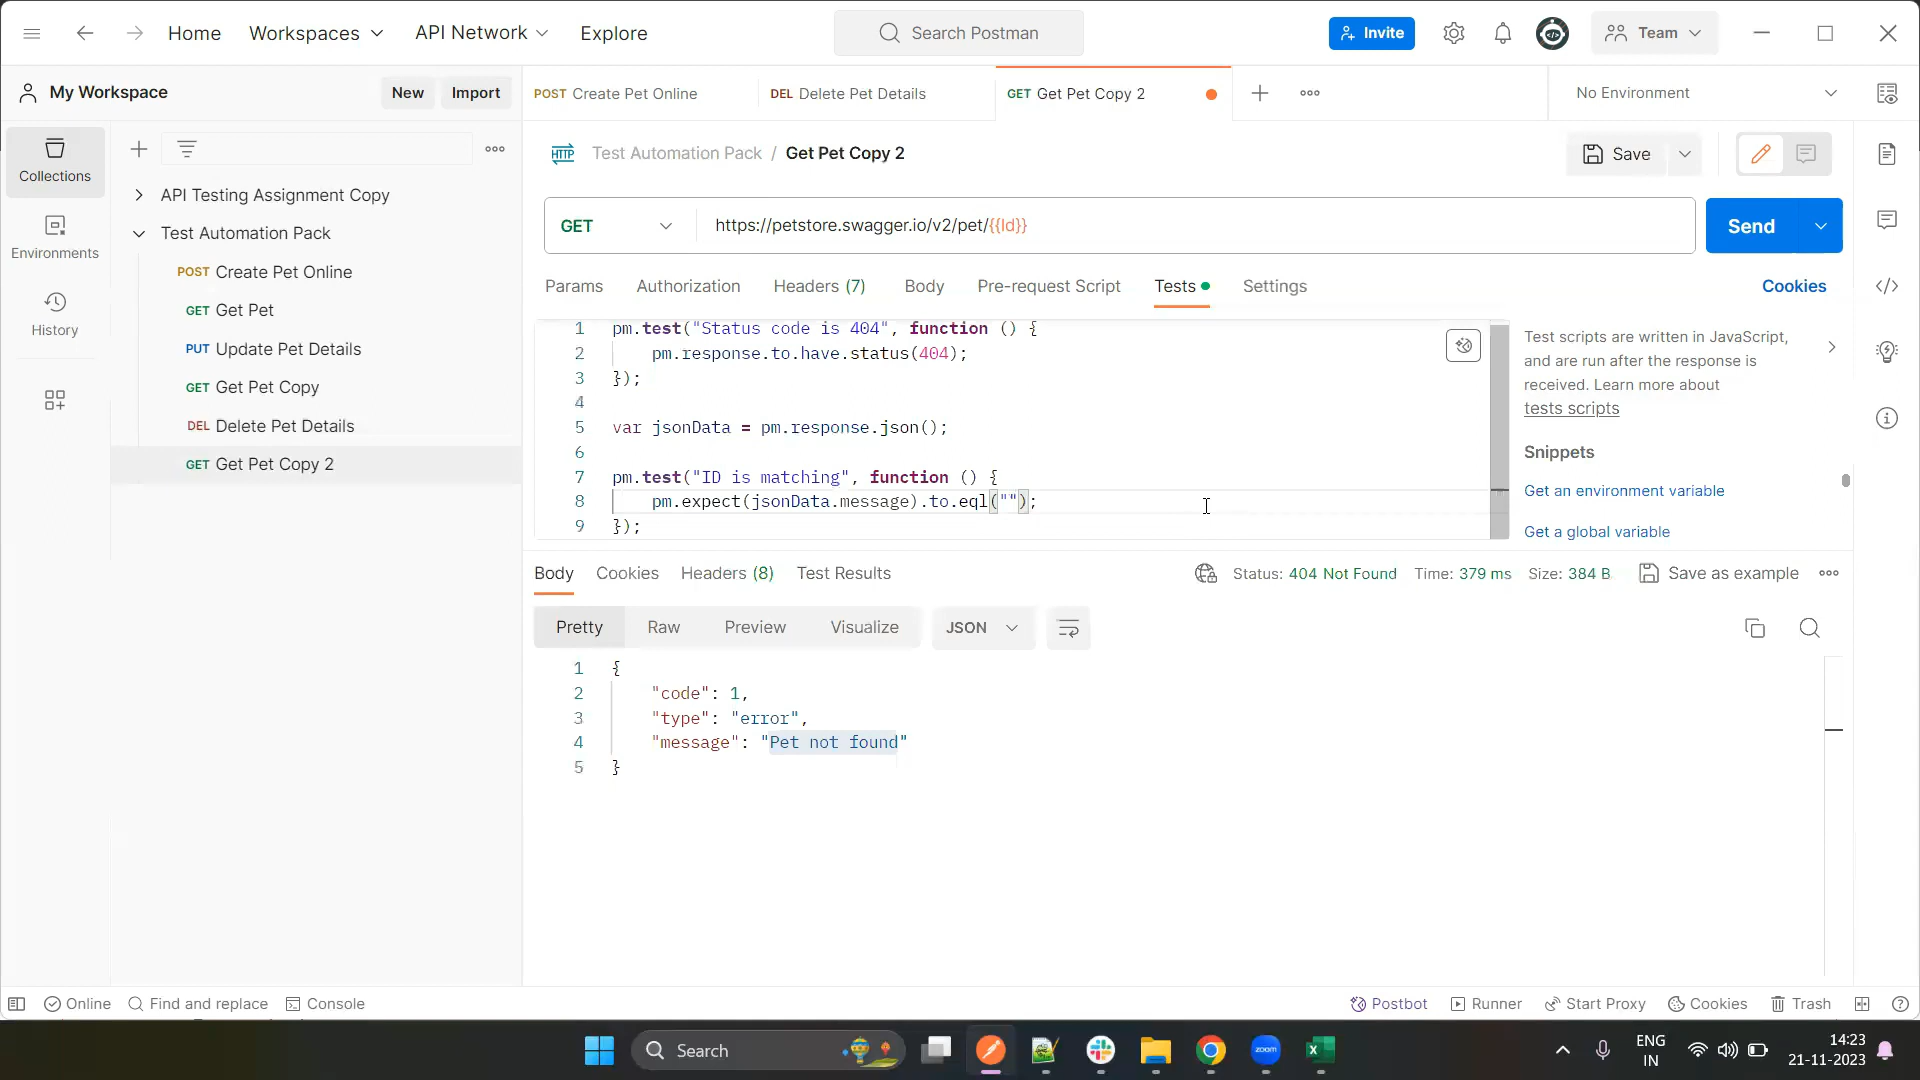 Home
Workspaces
API Network
Explore
Search Postman
Invite
Team
My Workspace
New
Import
POST Create Pet Online
DEL Delete Pet Details
GET Get Pet Copy 2
No Environment
Collections
Environments
History
API Testing Assignment Copy
Test Automation Pack
POST Create Pet Online
GET Get Pet
PUT Update Pet Details
GET Get Pet Copy
DEL Delete Pet Details
GET Get Pet Copy 2
HTTP Test Automation Pack / Get Pet Copy 2
Save
GET
https://petstore.swagger.io/v2/pet/{{Id}}
Send
Params
Authorization
Headers (7)
Body
Pre-request Script
Tests
Settings
Cookies
1 pm.test("Status code is 404", function () {
2 pm.response.to.have.status(404);
3 });
4
5 var jsonData = pm.response.json();
6
7 pm.test("ID is matching", function () {
8 pm.expect(jsonData.message).to.eql("");
9 });
Test scripts are written in JavaScript,
and are run after the response is
received. Learn more about
tests scripts
Snippets
Get an environment variable
Get a global variable
Body
Cookies
Headers (8)
Test Results
Status: 404 Not Found
Time: 379 ms
Size: 384 B
Save as example
Pretty
Raw
Preview
Visualize
JSON
1 {
2 "code": 1,
3 "type": "error",
4 "message": "Pet not found"
5 }
Online
Find and replace
Console
Postbot
Runner
Start Proxy
Cookies
Trash
Search
zoom
ENG
IN
14:23
21-11-2023